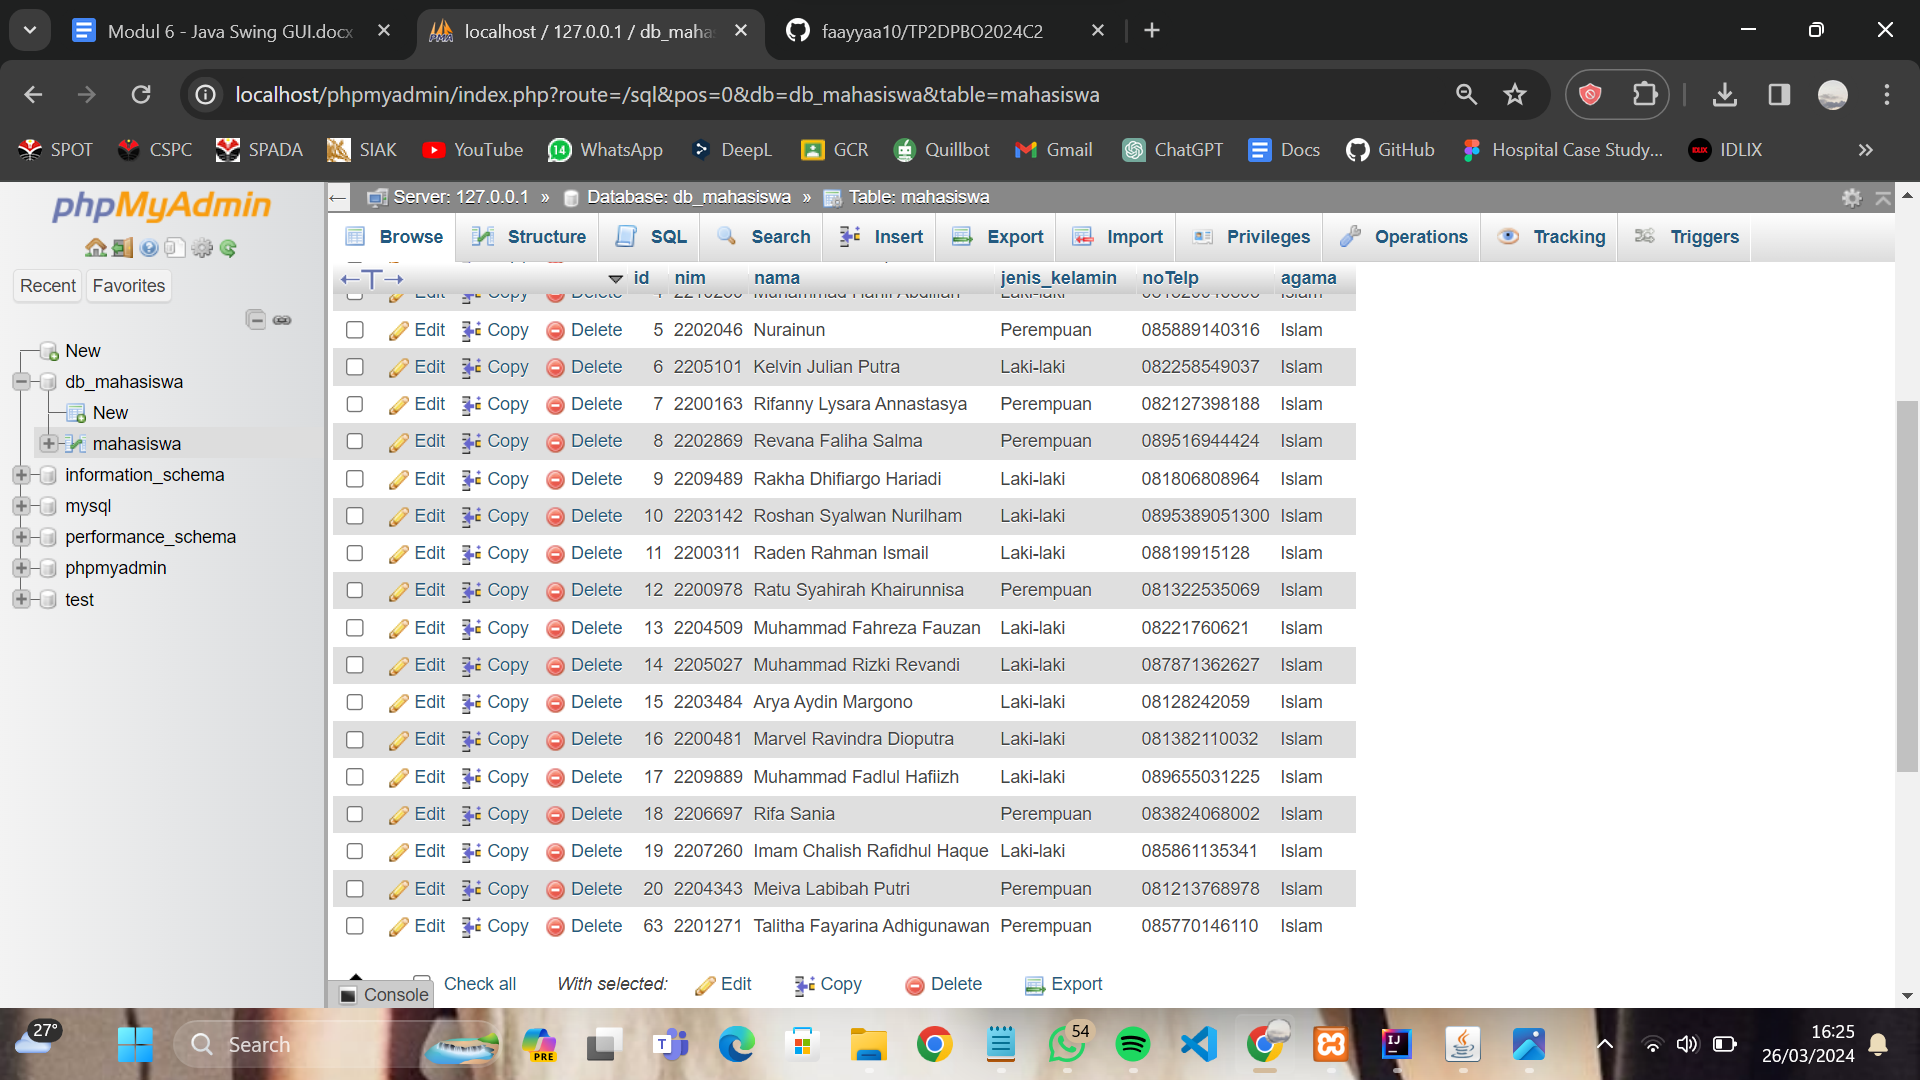 Modul 6 - Java Swing GUI.docx
localhost / 127.0.0.1 / db_maha
faayyaa10/TP2DPBO2024C2
localhost/phpmyadmin/index.php?route=/sql&pos=0&db=db_mahasiswa&table=mahasiswa
SPOT CSPC SPADA SIAK YouTube WhatsApp DeepL GCR Quillbot Gmail ChatGPT Docs GitHub Hospital Case Study... IDLIX »
phpMyAdmin
Recent Favorites
New
db_mahasiswa
New
mahasiswa
information_schema
mysql
performance_schema
phpmyadmin
test
Server: 127.0.0.1 » Database: db_mahasiswa » Table: mahasiswa
Browse Structure SQL Search Insert Export Import Privileges Operations Tracking Triggers
←T→ id nim nama jenis_kelamin noTelp agama
Edit Copy Delete 5 2202046 Nurainun Perempuan 085889140316 Islam
Edit Copy Delete 6 2205101 Kelvin Julian Putra Laki-laki 082258549037 Islam
Edit Copy Delete 7 2200163 Rifanny Lysara Annastasya Perempuan 082127398188 Islam
Edit Copy Delete 8 2202869 Revana Faliha Salma Perempuan 089516944424 Islam
Edit Copy Delete 9 2209489 Rakha Dhifiargo Hariadi Laki-laki 081806808964 Islam
Edit Copy Delete 10 2203142 Roshan Syalwan Nurilham Laki-laki 0895389051300 Islam
Edit Copy Delete 11 2200311 Raden Rahman Ismail Laki-laki 08819915128 Islam
Edit Copy Delete 12 2200978 Ratu Syahirah Khairunnisa Perempuan 081322535069 Islam
Edit Copy Delete 13 2204509 Muhammad Fahreza Fauzan Laki-laki 08221760621 Islam
Edit Copy Delete 14 2205027 Muhammad Rizki Revandi Laki-laki 087871362627 Islam
Edit Copy Delete 15 2203484 Arya Aydin Margono Laki-laki 08128242059 Islam
Edit Copy Delete 16 2200481 Marvel Ravindra Dioputra Laki-laki 081382110032 Islam
Edit Copy Delete 17 2209889 Muhammad Fadlul Hafiizh Laki-laki 089655031225 Islam
Edit Copy Delete 18 2206697 Rifa Sania Perempuan 083824068002 Islam
Edit Copy Delete 19 2207260 Imam Chalish Rafidhul Haque Laki-laki 085861135341 Islam
Edit Copy Delete 20 2204343 Meiva Labibah Putri Perempuan 081213768978 Islam
Edit Copy Delete 63 2201271 Talitha Fayarina Adhigunawan Perempuan 085770146110 Islam
Check all With selected: Edit Copy Delete Export
Console
27°
Search
PRE
54
16:25
26/03/2024